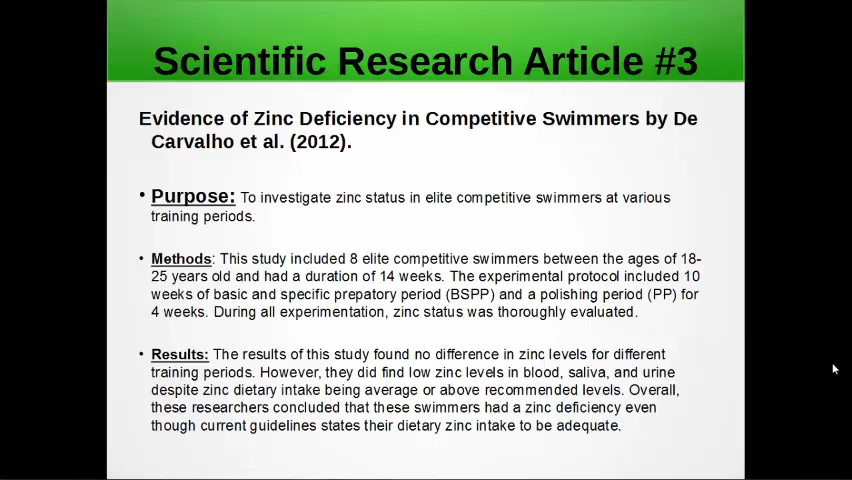 Scientific Research Article #3
Evidence of Zinc Deficiency in Competitive Swimmers by De
Carvalho et al. (2012).
• Purpose: To investigate zinc status in elite competitive swimmers at various
training periods.
• Methods: This study included 8 elite competitive swimmers between the ages of 18-
25 years old and had a duration of 14 weeks. The experimental protocol included 10
weeks of basic and specific prepatory period (BSPP) and a polishing period (PP) for
4 weeks. During all experimentation, zinc status was thoroughly evaluated.
• Results: The results of this study found no difference in zinc levels for different
training periods. However, they did find low zinc levels in blood, saliva, and urine
despite zinc dietary intake being average or above recommended levels. Overall,
these researchers concluded that these swimmers had a zinc deficiency even
though current guidelines states their dietary zinc intake to be adequate.